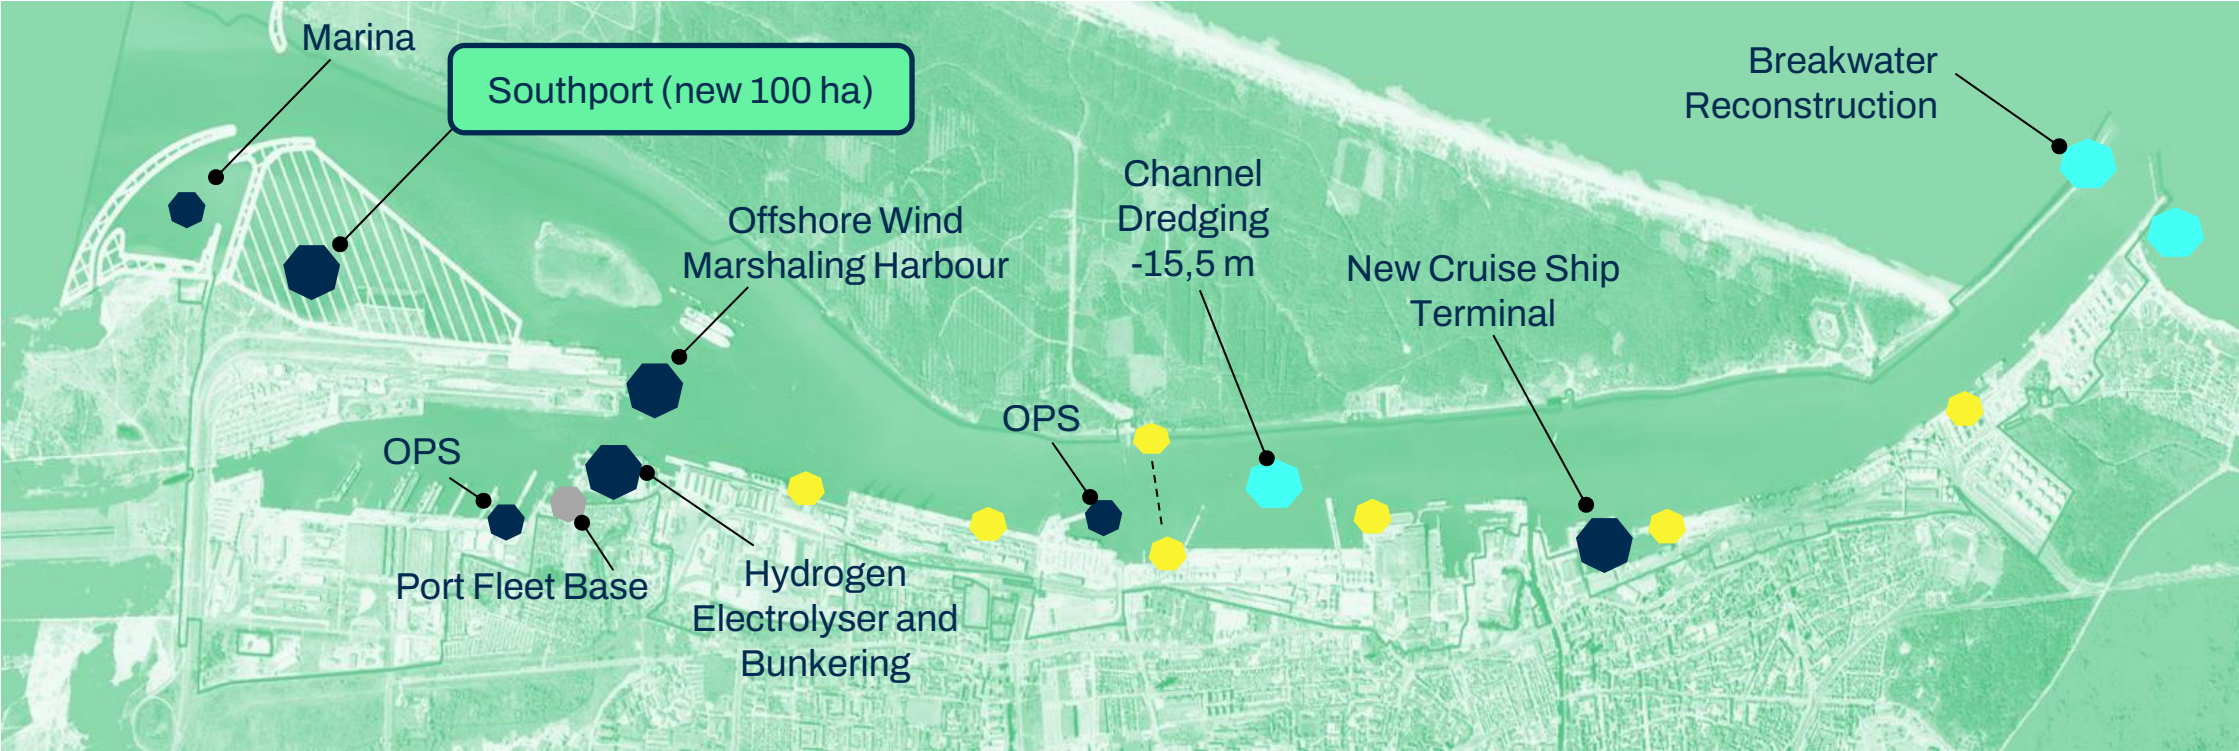 Marina
Southport (new 100 ha)
Breakwater
Reconstruction
Channel
Dredging
-15,5 m
Offshore Wind
Marshaling Harbour
New Cruise Ship
Terminal
OPS
OPS
Port Fleet Base
Hydrogen
Electrolyser and
Bunkering